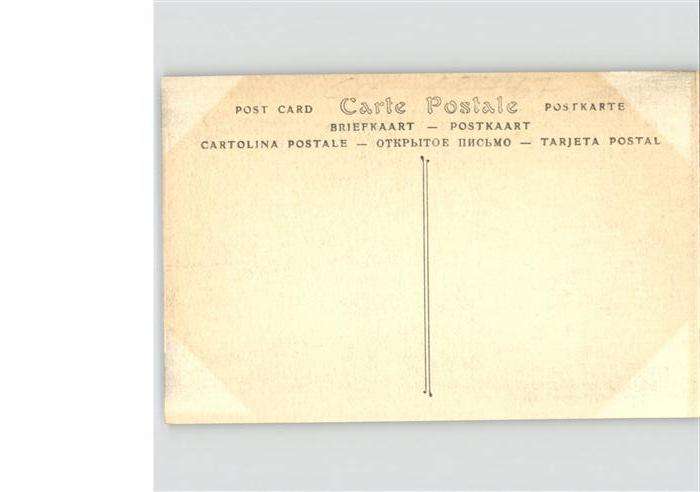 POST CARD Carte Postale POSTKARTE
BRIEFKAART — POSTKAART
CARTOLINA POSTALE — ОТКРЫТОЕ ПИСЬМО — TARJETA POSTAL